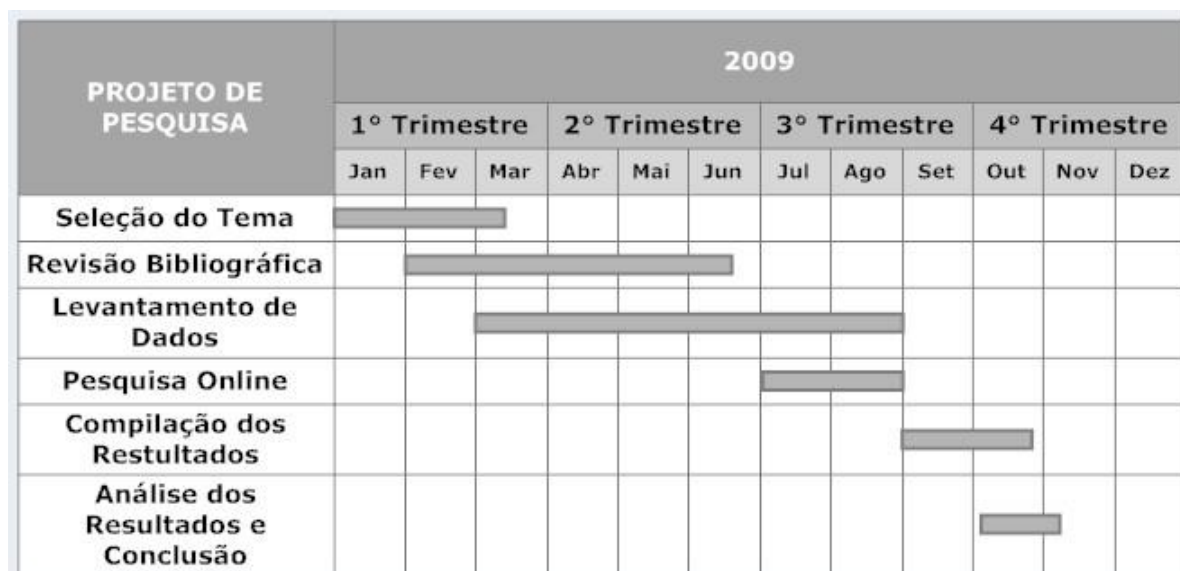 PROJETO DE
PESQUISA
2009
1° Trimestre 2° Trimestre 3° Trimestre 4° Trimestre
Jan Fev Mar Abr Mai Jun Jul Ago Set Out Nov Dez
Seleção do Tema
Revisão Bibliográfica
Levantamento de
Dados
Pesquisa Online
Compilação dos
Restultados
Análise dos
Resultados e
Conclusão